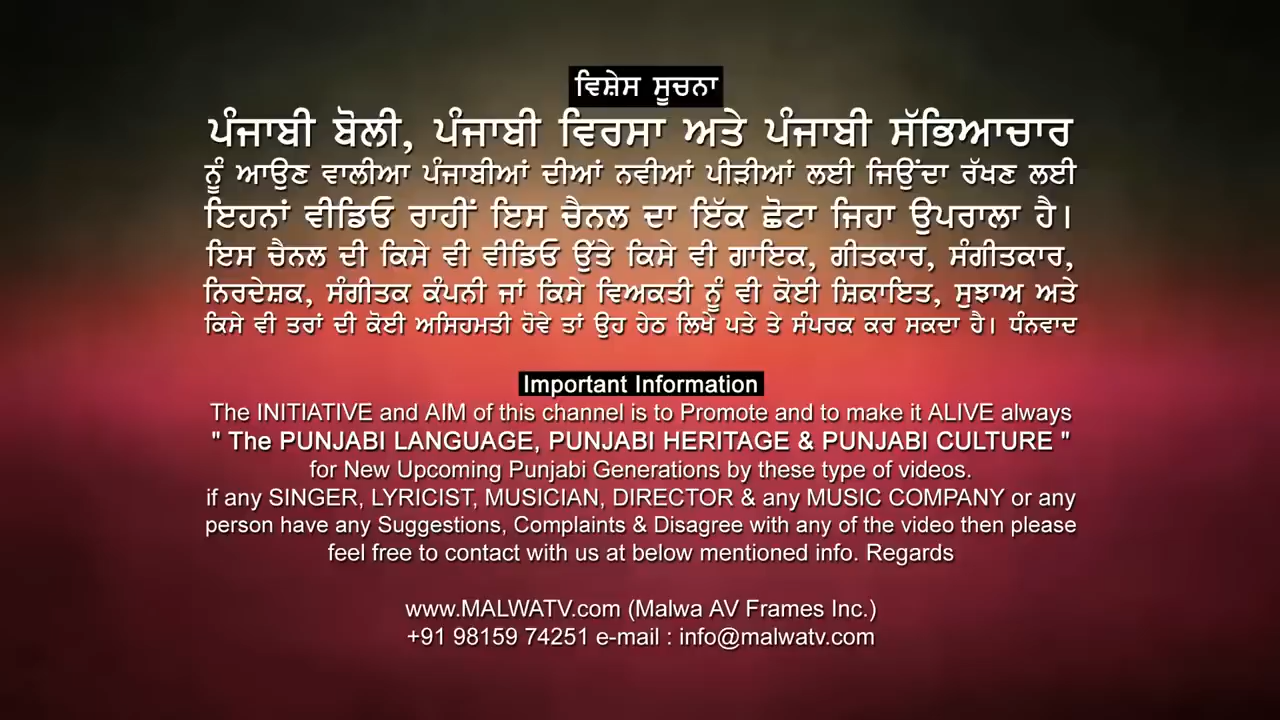 ਵਿਸ਼ੇਸ ਸੂਚਨਾ
ਪੰਜਾਬੀ ਬੋਲੀ, ਪੰਜਾਬੀ ਵਿਰਸਾ ਅਤੇ ਪੰਜਾਬੀ ਸੱਭਿਆਚਾਰ
ਨੂੰ ਆਉਣ ਵਾਲੀਆ ਪੰਜਾਬੀਆਂ ਦੀਆਂ ਨਵੀਆਂ ਪੀੜੀਆਂ ਲਈ ਜਿਉਂਦਾ ਰੱਖਣ ਲਈ
ਇਹਨਾਂ ਵੀਡਿਓ ਰਾਹੀਂ ਇਸ ਚੈਨਲ ਦਾ ਇੱਕ ਛੋਟਾ ਜਿਹਾ ਉਪਰਾਲਾ ਹੈ।
ਇਸ ਚੈਨਲ ਦੀ ਕਿਸੇ ਵੀ ਵੀਡਿਓ ਉੱਤੇ ਕਿਸੇ ਵੀ ਗਾਇਕ, ਗੀਤਕਾਰ, ਸੰਗੀਤਕਾਰ,
ਨਿਰਦੇਸ਼ਕ, ਸੰਗੀਤਕ ਕੰਪਨੀ ਜਾਂ ਕਿਸੇ ਵਿਅਕਤੀ ਨੂੰ ਵੀ ਕੋਈ ਸ਼ਿਕਾਇਤ, ਸੁਝਾਅ ਅਤੇ
ਕਿਸੇ ਵੀ ਤਰਾਂ ਦੀ ਕੋਈ ਅਸਿਹਮਤੀ ਹੋਵੇ ਤਾਂ ਉਹ ਹੇਠ ਲਿਖੇ ਪਤੇ ਤੇ ਸੰਪਰਕ ਕਰ ਸਕਦਾ ਹੈ। ਧੰਨਵਾਦ
Important Information
The INITIATIVE and AIM of this channel is to Promote and to make it ALIVE always
" The PUNJABI LANGUAGE, PUNJABI HERITAGE & PUNJABI CULTURE "
for New Upcoming Punjabi Generations by these type of videos.
if any SINGER, LYRICIST, MUSICIAN, DIRECTOR & any MUSIC COMPANY or any
person have any Suggestions, Complaints & Disagree with any of the video then please
feel free to contact with us at below mentioned info. Regards
www.MALWATV.com (Malwa AV Frames Inc.)
+91 98159 74251 e-mail : info@malwatv.com